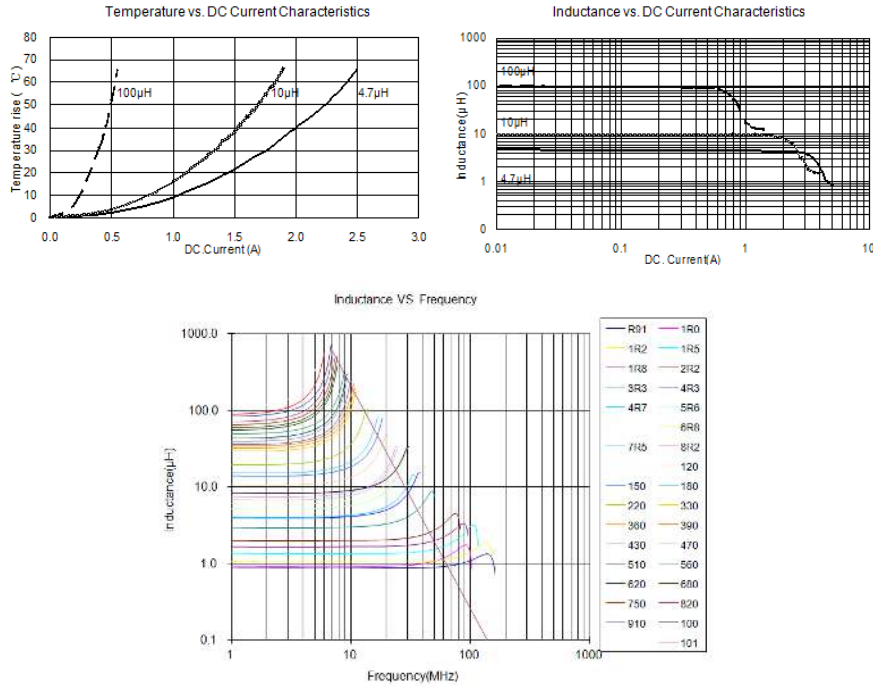 Temperature vs. DC Current Characteristics
Temperature rise ( ℃)
80
70
60
50
40
30
20
10
0
100μH
10μH
4.7μH
0.0 0.5 1.0 1.5 2.0 2.5 3.0
DC.Current (A)
Inductance vs. DC Current Characteristics
Inductance(μH)
1000
100
10
1
0
100μH
10μH
4.7μH
0.01 0.1 1 10
DC. Current(A)
Inductance VS. Frequency
Inductance(μH)
1000.0
100.0
10.0
1.0
0.1
1 10 100 1000
Frequency(MHz)
R91 1R0
1R2 1R5
1R8 2R2
3R3 4R3
4R7 5R6
6R8
7R5 8R2
120
150 180
220 330
360 390
430 470
510 560
620 680
750 820
910 100
101